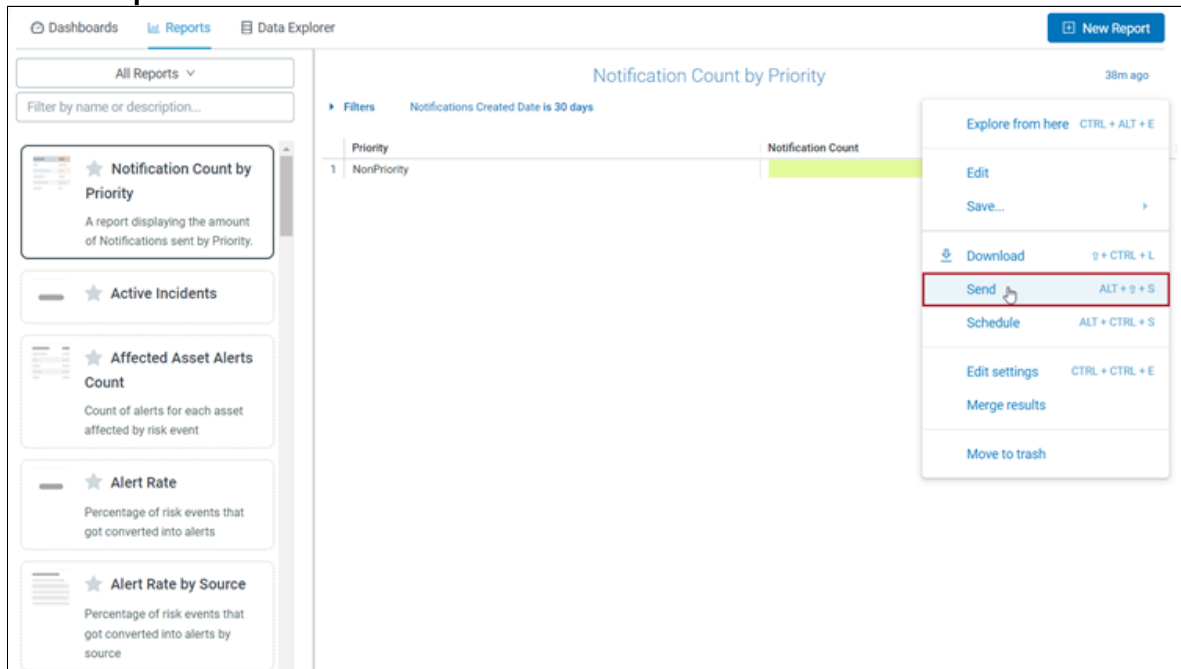 Dashboards
Reports
Data Explorer
New Report
All Reports
Filter by name or description...
Notification Count by
Priority
A report displaying the amount
of Notifications sent by Priority.
Active Incidents
Affected Asset Alerts
Count
Count of alerts for each asset
affected by risk event
Alert Rate
Percentage of risk events that
got converted into alerts
Alert Rate by Source
Percentage of risk events that
got converted into alerts by
source
Notification Count by Priority
38m ago
Filters Notifications Created Date is 30 days
Priority Notification Count
1 NonPriority
Explore from here CTRL + ALT + E
Edit
Save...
Download ⇧ + CTRL + L
Send ALT + ⇧ + S
Schedule ALT + CTRL + S
Edit settings CTRL + CTRL + E
Merge results
Move to trash